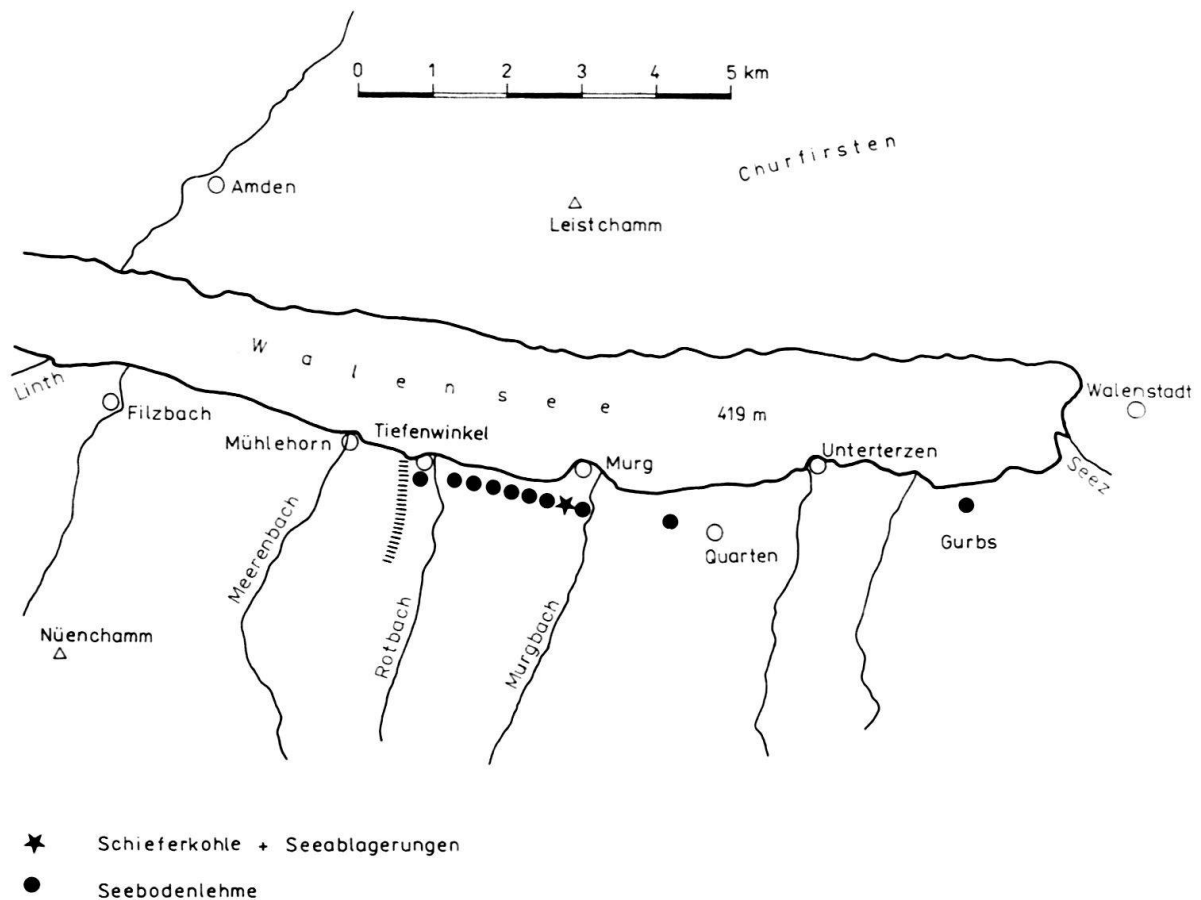 0 1 2 3 4 5 km
Churfirsten
Amden
Leistchamm
Walensee
419 m
Linth
Filzbach
Mühlehorn
Tiefenwinkel
Murg
Unterterzen
Walenstadt
Seez
Quarten
Gurbs
Meerenbach
Rotbach
Murgbach
Nüenchamm
Schieferkohle + Seeablagerungen
Seebodenlehme